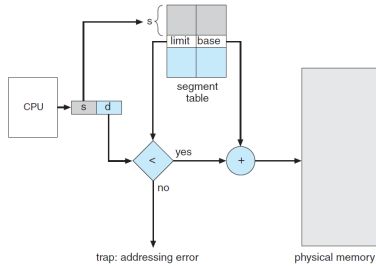 s
limit base
segment
table
CPU
s d
<
yes
+
no
trap: addressing error
physical memory